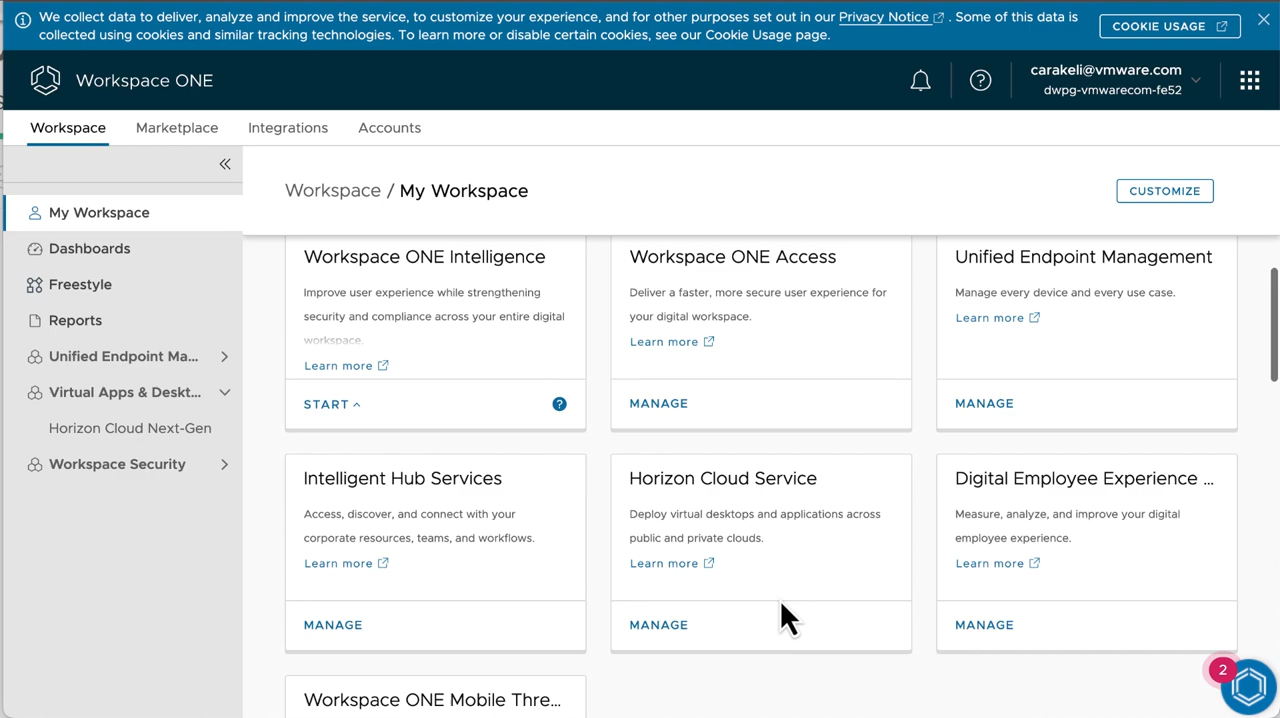 We collect data to deliver, analyze and improve the service, to customize your experience, and for other purposes set out in our Privacy Notice . Some of this data is
collected using cookies and similar tracking technologies. To learn more or disable certain cookies, see our Cookie Usage page.
COOKIE USAGE
Workspace ONE
carakeli@vmware.com
dwpg-vmwarecom-fe52
Workspace
Marketplace
Integrations
Accounts
My Workspace
Dashboards
Freestyle
Reports
Unified Endpoint Ma...
Virtual Apps & Deskt...
Horizon Cloud Next-Gen
Workspace Security
Workspace / My Workspace
CUSTOMIZE
Workspace ONE Intelligence
Improve user experience while strengthening
security and compliance across your entire digital
workspace.
Learn more
START
?
Workspace ONE Access
Deliver a faster, more secure user experience for
your digital workspace.
Learn more
MANAGE
Unified Endpoint Management
Manage every device and every use case.
Learn more
MANAGE
Intelligent Hub Services
Access, discover, and connect with your
corporate resources, teams, and workflows.
Learn more
MANAGE
Horizon Cloud Service
Deploy virtual desktops and applications across
public and private clouds.
Learn more
MANAGE
Digital Employee Experience ...
Measure, analyze, and improve your digital
employee experience.
Learn more
MANAGE
Workspace ONE Mobile Thre...
2